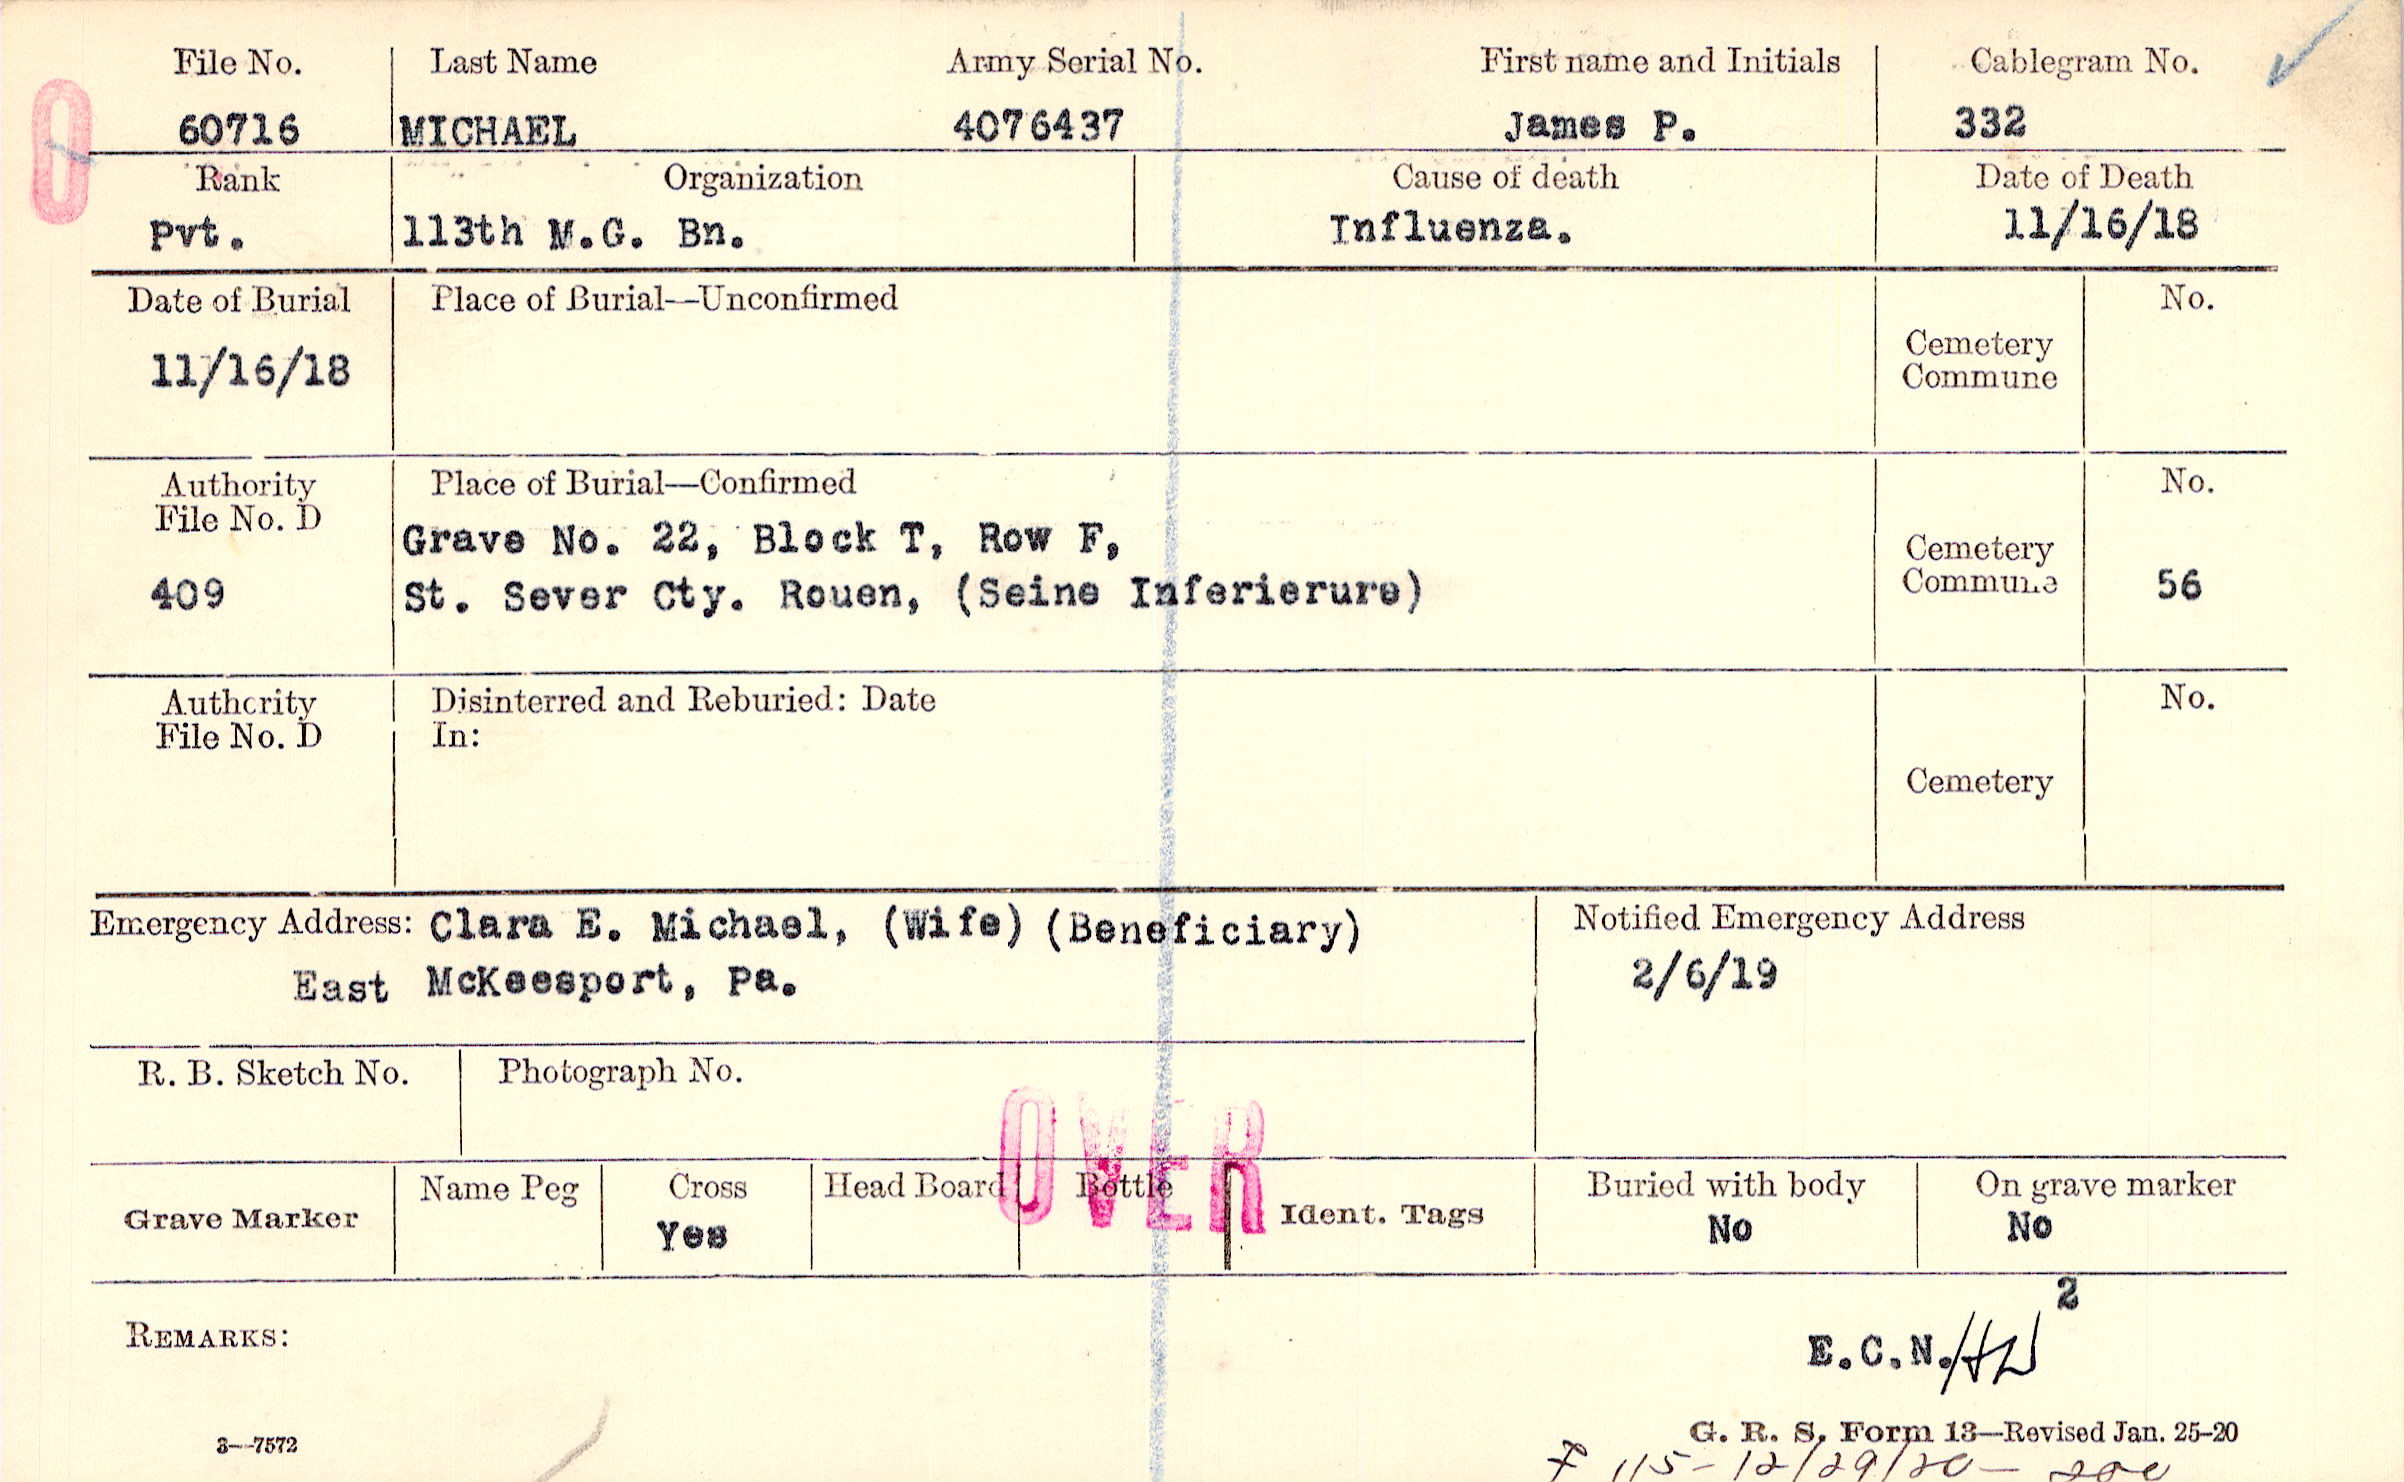 File No. Last Name Army Serial No. First name and Initials Cablegram No.
O 60716 MICHAEL 4076437 James P. 332
Rank Organization Cause of death Date of Death
Pvt. 113th M.G. Bn. Influenza. 11/16/18
Date of Burial Place of Burial—Unconfirmed No.
11/16/18 Cemetery
Commune
Authority Place of Burial—Confirmed No.
File No. D
Grave No. 22, Block T, Row F,
409 St. Sever Cty. Rouen, (Seine Inferierure)
Cemetery
Commune 56
Authority Disinterred and Reburied: Date No.
File No. D In:
Cemetery
Emergency Address: Clara E. Michael, (Wife) (Beneficiary) Notified Emergency Address
East McKeesport, Pa. 2/6/19
R. B. Sketch No. Photograph No.
OVER
Grave Marker Name Peg Cross Head Board Bottle Ident. Tags Buried with body On grave marker
Yes No No
2
REMARKS: E.C.N./HW
3—7572 G. R. S. Form 13—Revised Jan. 25-20
115-12/29/20-200